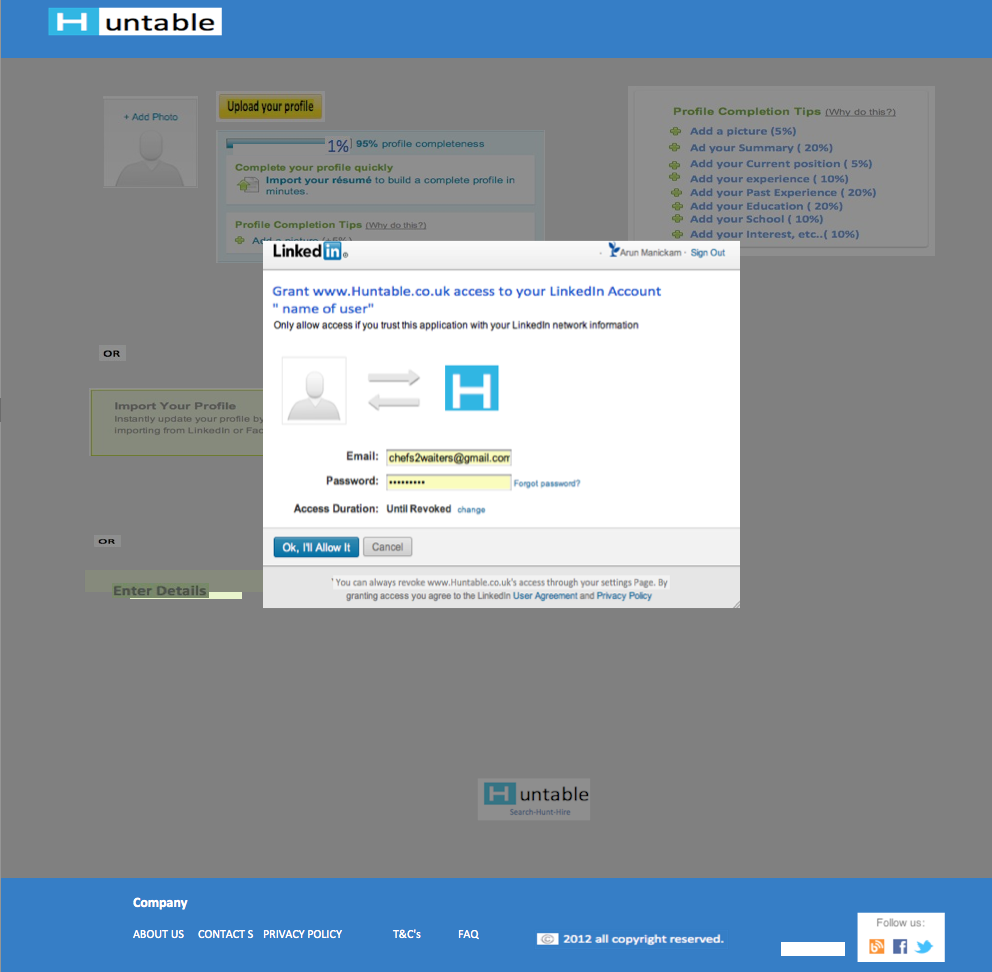 H untable
+ Add Photo
Upload your profile
1% 95% profile completeness
Complete your profile quickly
Import your résumé to build a complete profile in
minutes.
Profile Completion Tips (Why do this?)
Add a picture (+5%)
Profile Completion Tips (Why do this?)
Add a picture (5%)
Ad your Summary ( 20%)
Add your Current position ( 5%)
Add your experience ( 10%)
Add your Past Experience ( 20%)
Add your Education ( 20%)
Add your School ( 10%)
Add your Interest, etc..( 10%)
Linked in ®
Arun Manickam · Sign Out
Grant www.Huntable.co.uk access to your LinkedIn Account
" name of user"
Only allow access if you trust this application with your LinkedIn network information
H
Email: chefs2waiters@gmail.com
Password: ••••••••• Forgot password?
Access Duration: Until Revoked change
Ok, I'll Allow It Cancel
' You can always revoke www.Huntable.co.uk's access through your settings Page. By
granting access you agree to the LinkedIn User Agreement and Privacy Policy
OR
Import Your Profile
Instantly update your profile by
importing from LinkedIn or Fac
OR
Enter Details
H untable
Search-Hunt-Hire
Company
ABOUT US CONTACT S PRIVACY POLICY T&C's FAQ
© 2012 all copyright reserved.
Follow us: